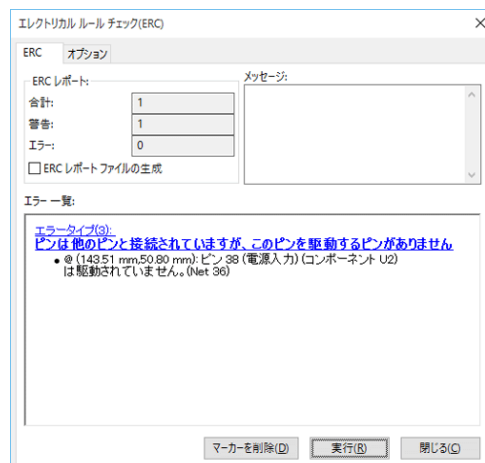 エレクトリカル ルール チェック(ERC)
ERC オプション
ERC レポート:
合計: 1
警告: 1
エラー: 0
ERC レポート ファイルの生成
メッセージ:
エラー 一覧:
エラータイプ(3):
ピンは他のピンと接続されていますが、このピンを駆動するピンがありません
• @ (143.51 mm,50.80 mm): ピン 38 (電源入力) (コンポーネント U2)
は駆動されていません。(Net 36)
マーカーを削除(D) 実行(R) 閉じる(C)